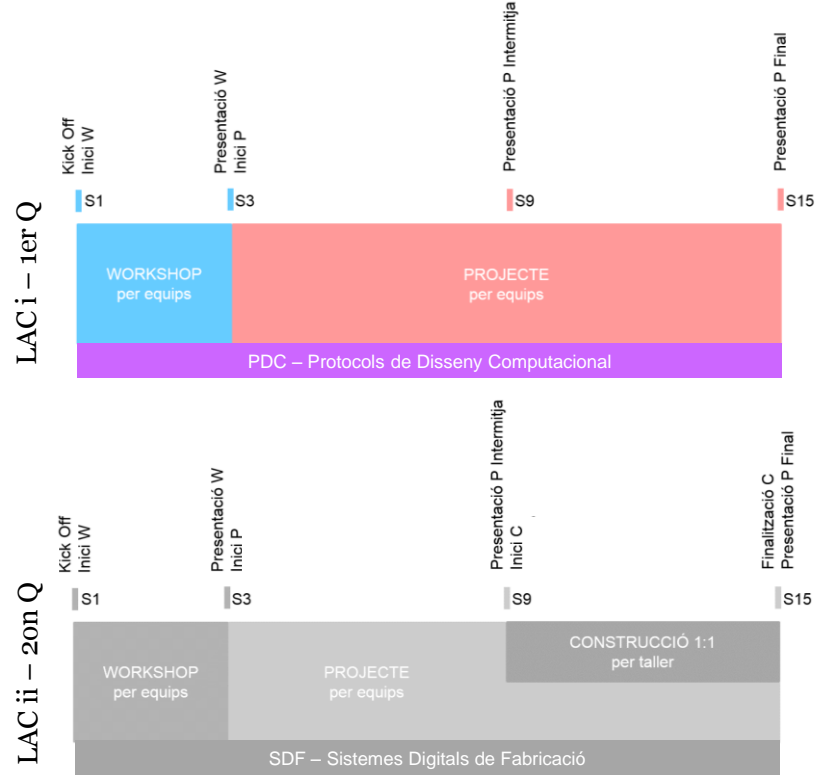 LAC i – 1er Q
Kick Off
Inici W
Presentació W
Inici P
Presentació P Intermitja
Presentació P Final
S1
S3
S9
S15
WORKSHOP
per equips
PROJECTE
per equips
PDC – Protocols de Disseny Computacional
LAC ii – 2on Q
Kick Off
Inici W
Presentació W
Inici P
Presentació P Intermitja
Inici C
Finalització C
Presentació P Final
S1
S3
S9
S15
WORKSHOP
per equips
PROJECTE
per equips
CONSTRUCCIÓ 1:1
per taller
SDF – Sistemes Digitals de Fabricació